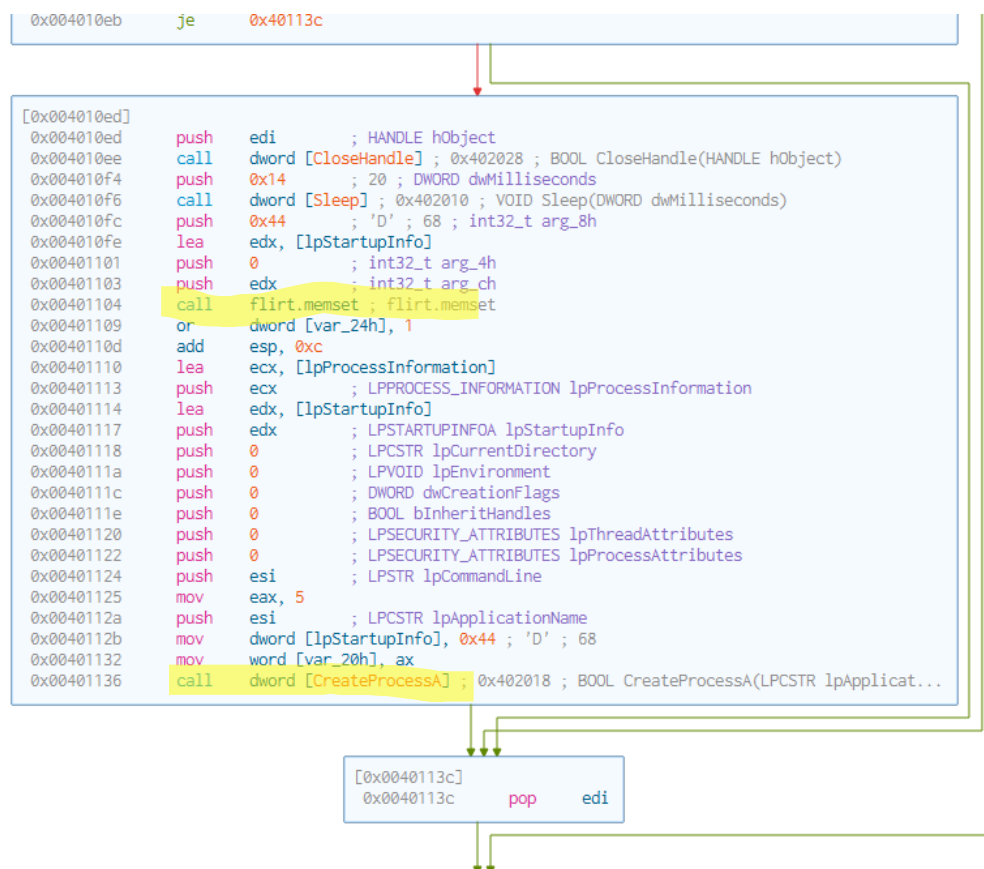 0x004010eb je 0x40113c
[0x004010ed]
0x004010ed push edi ; HANDLE hObject
0x004010ee call dword [CloseHandle] ; 0x402028 ; BOOL CloseHandle(HANDLE hObject)
0x004010f4 push 0x14 ; 20 ; DWORD dwMilliseconds
0x004010f6 call dword [Sleep] ; 0x402010 ; VOID Sleep(DWORD dwMilliseconds)
0x004010fc push 0x44 ; 'D' ; 68 ; int32_t arg_8h
0x004010fe lea edx, [lpStartupInfo]
0x00401101 push 0 ; int32_t arg_4h
0x00401103 push edx ; int32_t arg_ch
0x00401104 call flirt.memset ; flirt.memset
0x00401109 or dword [var_24h], 1
0x0040110d add esp, 0xc
0x00401110 lea ecx, [lpProcessInformation]
0x00401113 push ecx ; LPPROCESS_INFORMATION lpProcessInformation
0x00401114 lea edx, [lpStartupInfo]
0x00401117 push edx ; LPSTARTUPINFOA lpStartupInfo
0x00401118 push 0 ; LPCSTR lpCurrentDirectory
0x0040111a push 0 ; LPVOID lpEnvironment
0x0040111c push 0 ; DWORD dwCreationFlags
0x0040111e push 0 ; BOOL bInheritHandles
0x00401120 push 0 ; LPSECURITY_ATTRIBUTES lpThreadAttributes
0x00401122 push 0 ; LPSECURITY_ATTRIBUTES lpProcessAttributes
0x00401124 push esi ; LPSTR lpCommandLine
0x00401125 mov eax, 5
0x0040112a push esi ; LPCSTR lpApplicationName
0x0040112b mov dword [lpStartupInfo], 0x44 ; 'D' ; 68
0x00401132 mov word [var_20h], ax
0x00401136 call dword [CreateProcessA] ; 0x402018 ; BOOL CreateProcessA(LPCSTR lpApplicat...
[0x0040113c]
0x0040113c pop edi